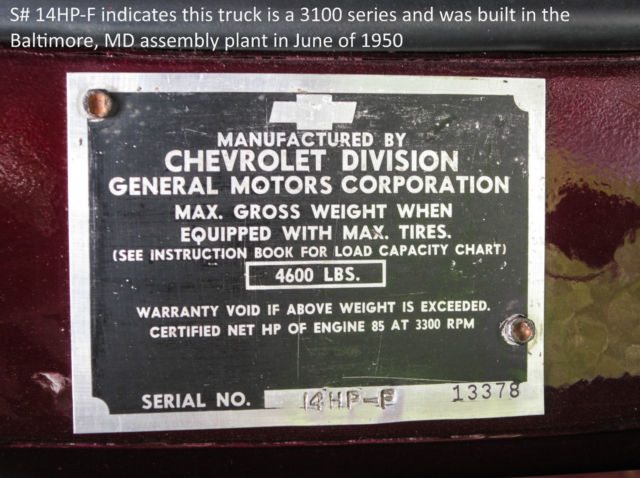 S# 14HP-F indicates this truck is a 3100 series and was built in the
Baltimore, MD assembly plant in June of 1950
MANUFACTURED BY
CHEVROLET DIVISION
GENERAL MOTORS CORPORATION
MAX. GROSS WEIGHT WHEN
EQUIPPED WITH MAX. TIRES.
(SEE INSTRUCTION BOOK FOR LOAD CAPACITY CHART)
4600 LBS.
WARRANTY VOID IF ABOVE WEIGHT IS EXCEEDED.
CERTIFIED NET HP OF ENGINE 85 AT 3300 RPM
SERIAL NO. 14HP-F 13378